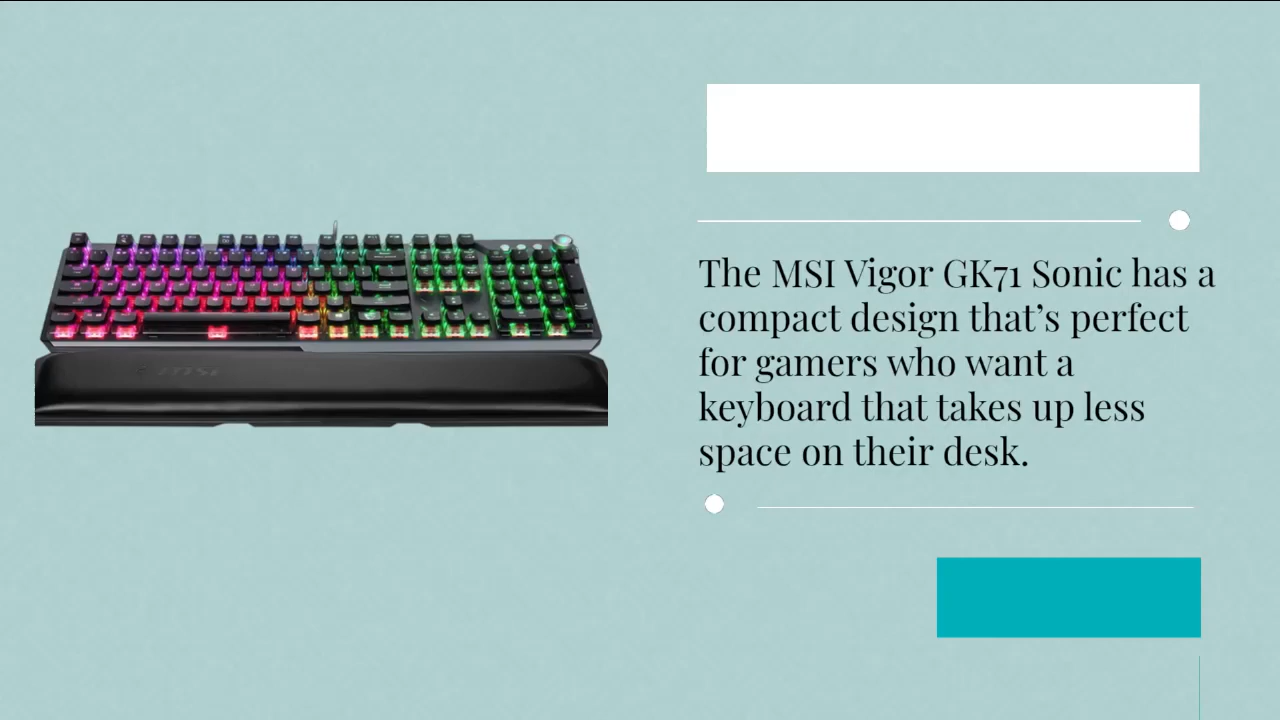 The MSI Vigor GK71 Sonic has a
compact design that’s perfect
for gamers who want a
keyboard that takes up less
space on their desk.